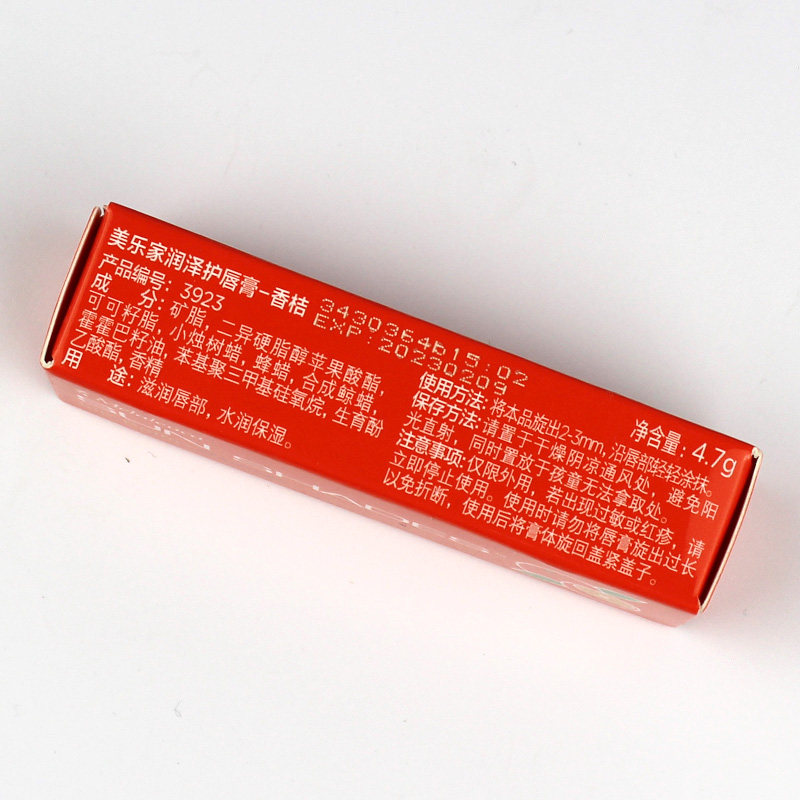 美乐家润泽护唇膏-香桔
产品编号：3923
成 分：矿脂，二异硬脂醇苹果酸酯，
可可籽脂，小烛树蜡，蜂蜡，合成鲸蜡，
霍霍巴籽油，苯基聚三甲基硅氧烷，生育酚
乙酸酯，香精
用 途：滋润唇部，水润保湿。
3430364b15:02
EXP:20230209
净含量：4.7g
使用方法：将本品旋出2-3mm，沿唇部轻轻涂抹。
保存方法：请置于干燥阴凉通风处，避免阳
光直射，同时置放于孩童无法拿取处。
注意事项：仅限外用，若出现过敏或红疹，请
立即停止使用。使用时请勿将唇膏旋出过长
以免折断，使用后将膏体旋回盖紧盖子。